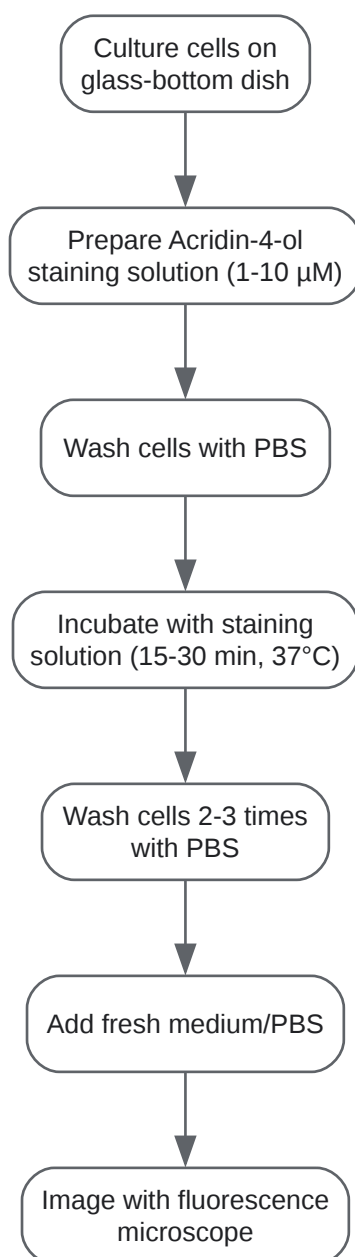 Culture cells on
glass-bottom dish
Prepare Acridin-4-ol
staining solution (1-10 µM)
Wash cells with PBS
Incubate with staining
solution (15-30 min, 37°C)
Wash cells 2-3 times
with PBS
Add fresh medium/PBS
Image with fluorescence
microscope